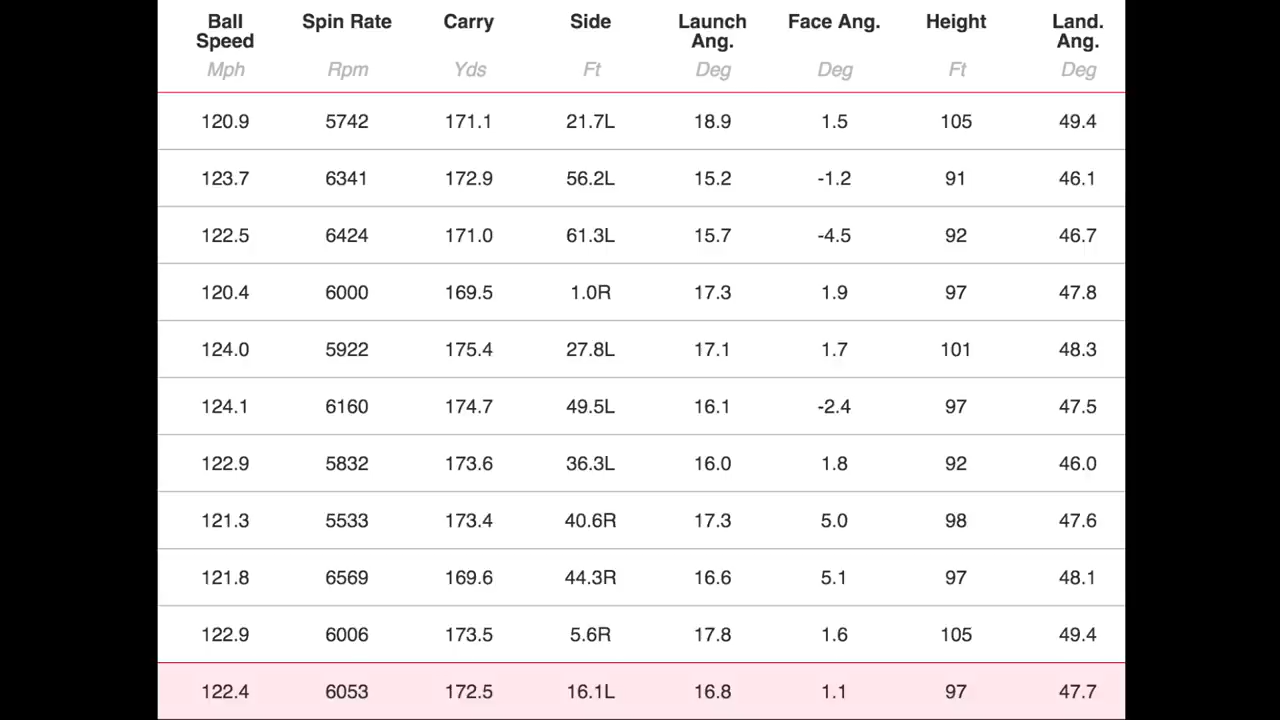 Ball Speed Spin Rate Carry Side Launch Ang. Face Ang. Height Land. Ang.
Mph Rpm Yds Ft Deg Deg Ft Deg
120.9 5742 171.1 21.7L 18.9 1.5 105 49.4
123.7 6341 172.9 56.2L 15.2 -1.2 91 46.1
122.5 6424 171.0 61.3L 15.7 -4.5 92 46.7
120.4 6000 169.5 1.0R 17.3 1.9 97 47.8
124.0 5922 175.4 27.8L 17.1 1.7 101 48.3
124.1 6160 174.7 49.5L 16.1 -2.4 97 47.5
122.9 5832 173.6 36.3L 16.0 1.8 92 46.0
121.3 5533 173.4 40.6R 17.3 5.0 98 47.6
121.8 6569 169.6 44.3R 16.6 5.1 97 48.1
122.9 6006 173.5 5.6R 17.8 1.6 105 49.4
122.4 6053 172.5 16.1L 16.8 1.1 97 47.7